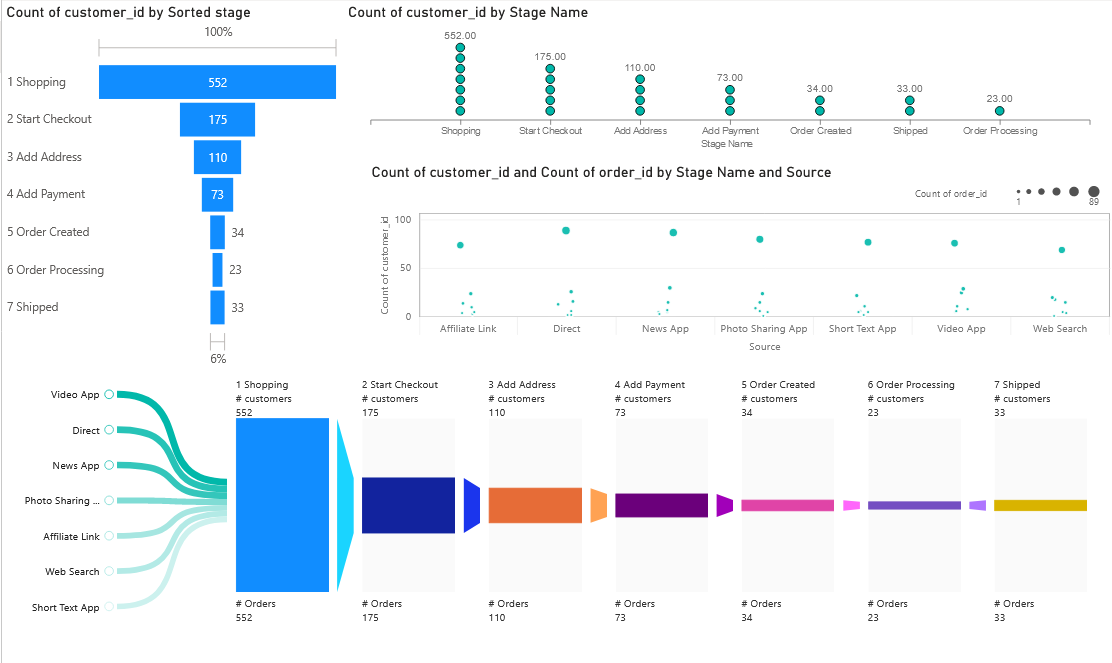 Count of customer_id by Sorted stage
100%
1 Shopping
552
2 Start Checkout
175
3 Add Address
110
4 Add Payment
73
5 Order Created
34
6 Order Processing
23
7 Shipped
33
6%
Count of customer_id by Stage Name
552.00
175.00
110.00
73.00
34.00
33.00
23.00
Shopping
Start Checkout
Add Address
Add Payment
Order Created
Shipped
Order Processing
Stage Name
Count of customer_id and Count of order_id by Stage Name and Source
Count of order_id
1
89
Count of customer_id
100
50
0
Affiliate Link
Direct
News App
Photo Sharing App
Short Text App
Video App
Web Search
Source
Video App
Direct
News App
Photo Sharing ...
Affiliate Link
Web Search
Short Text App
1 Shopping
# customers
552
2 Start Checkout
# customers
175
3 Add Address
# customers
110
4 Add Payment
# customers
73
5 Order Created
# customers
34
6 Order Processing
# customers
23
7 Shipped
# customers
33
# Orders
552
# Orders
175
# Orders
110
# Orders
73
# Orders
34
# Orders
23
# Orders
33